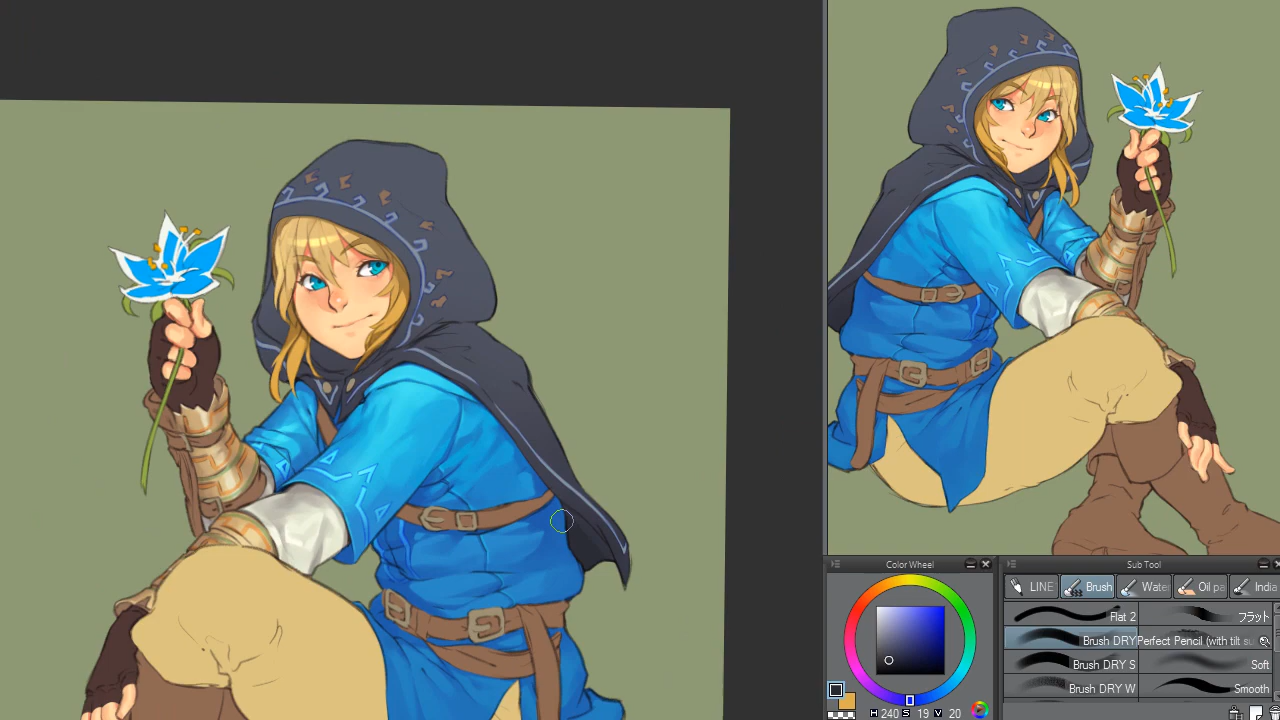 Color Wheel
H 240 S 19 V 20
Sub Tool
LINE Brush Wate Oil pa India
Flat 2 フラット
Brush DRY Perfect Pencil (with tilt su
Brush DRY S Soft
Brush DRY W Smooth